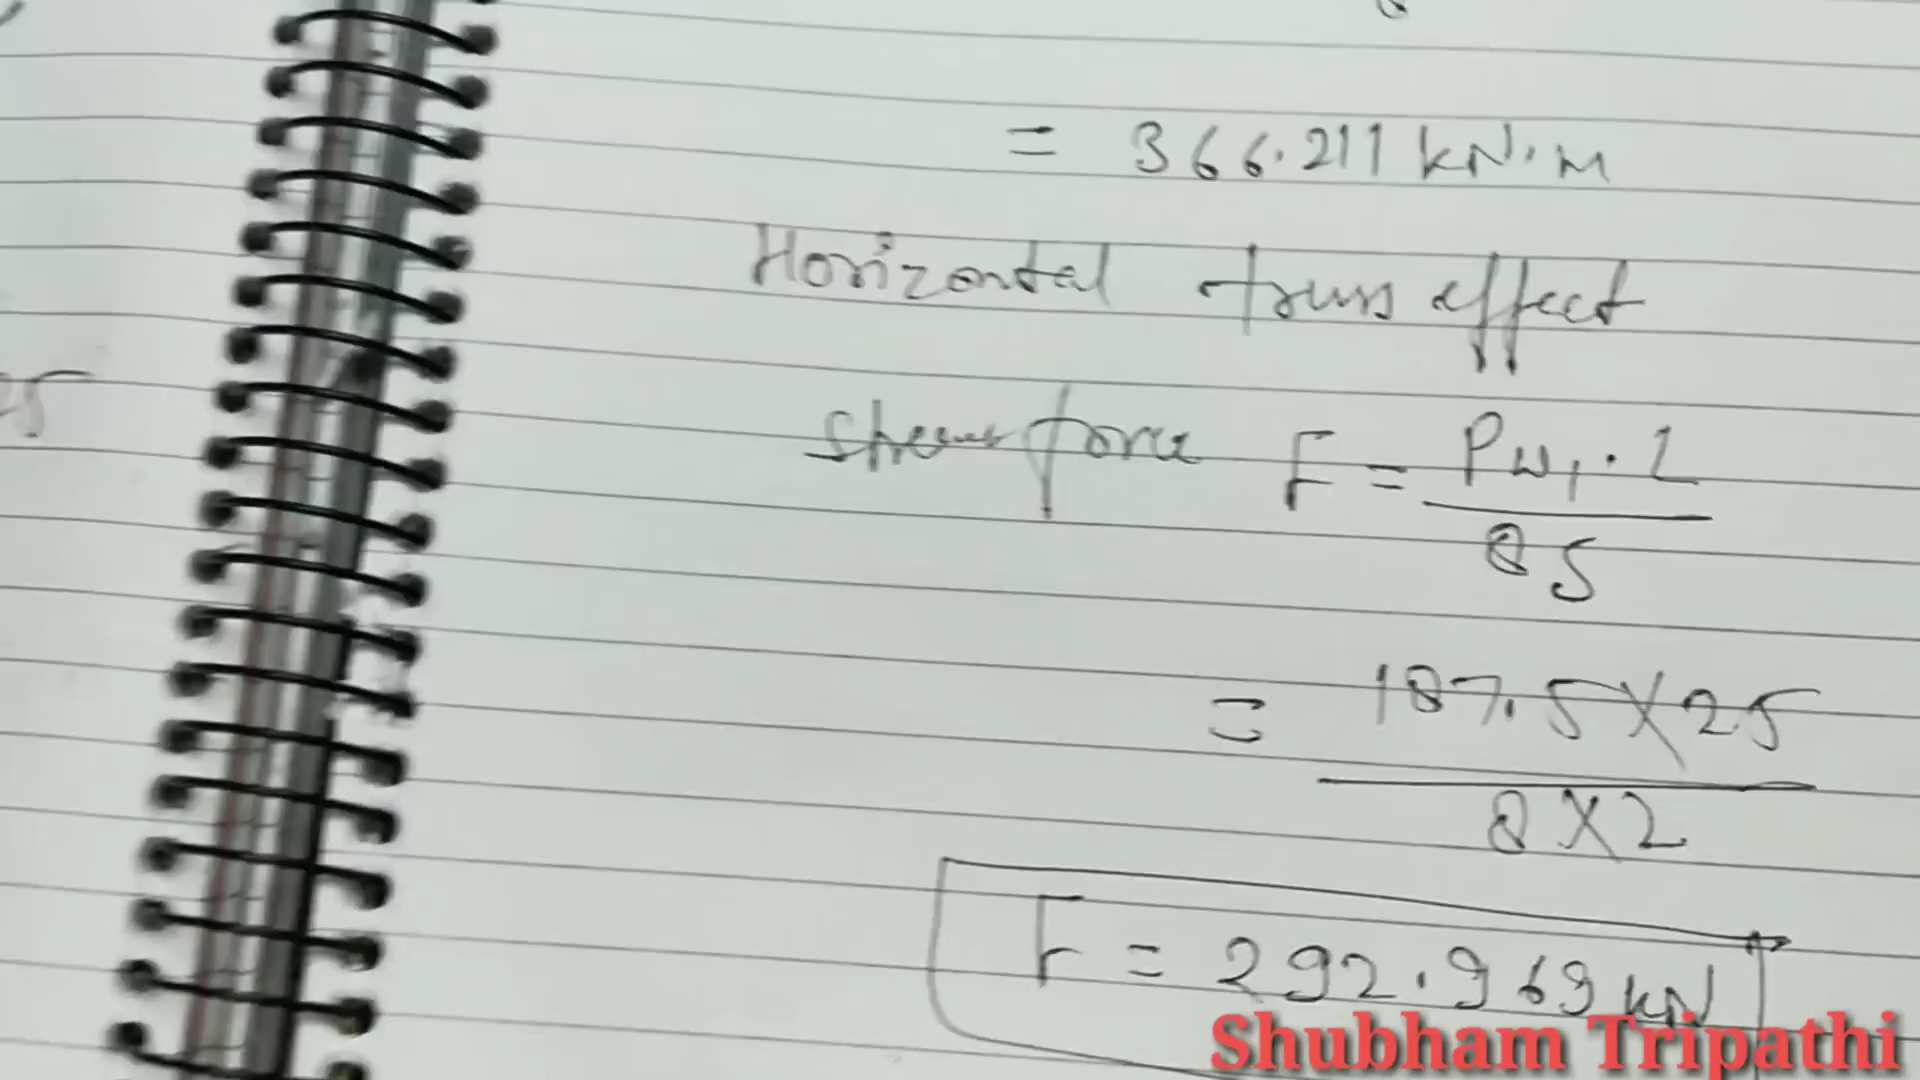 25
= 366.211 kN.m
Horizontal truss effect
Shear force F = Pw1 . L / 8 S
= 187.5 X 25 / 8 X 2
F = 292.969 kN
Shubham Tripathi